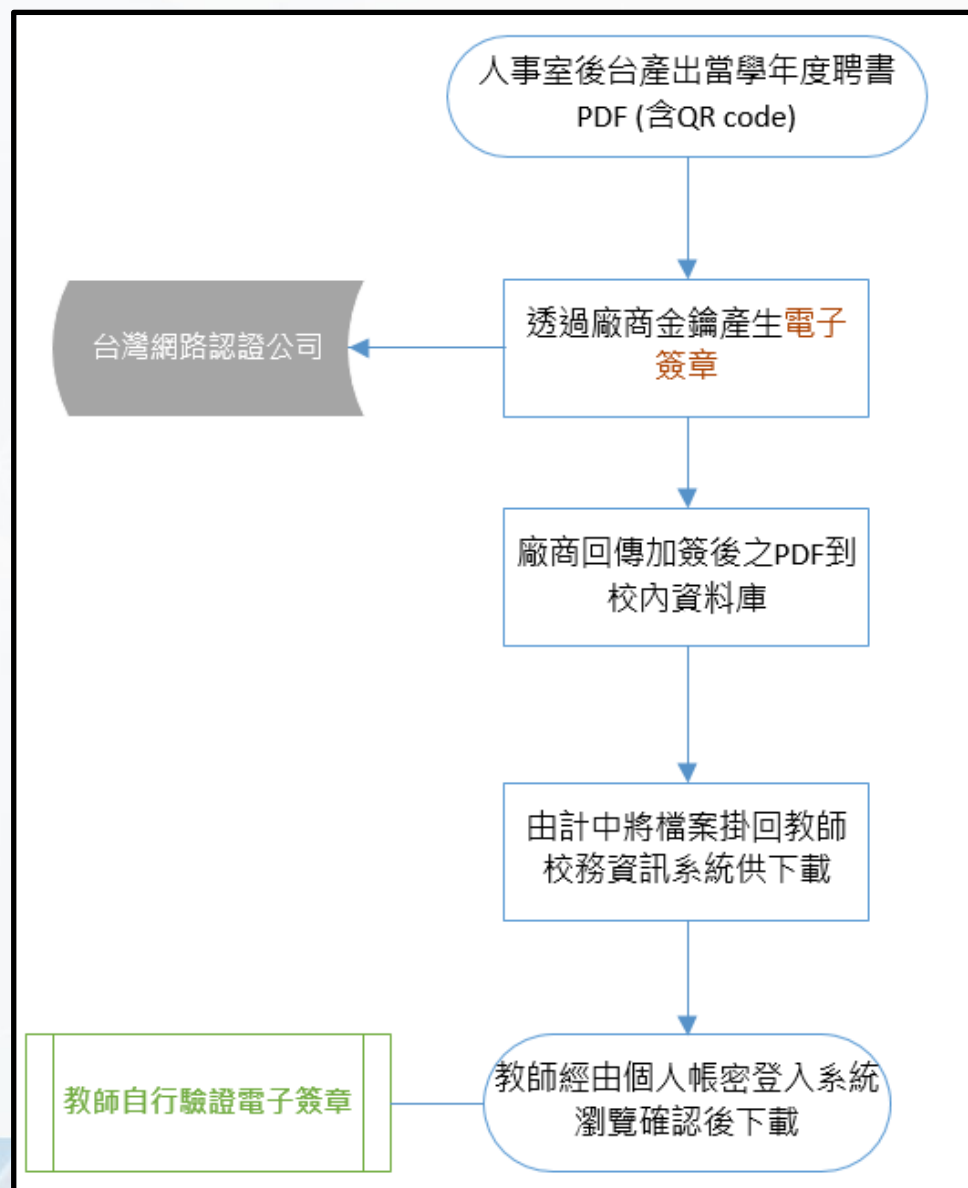 人事室後台產出當學年度聘書
PDF (含QR code)
台灣網路認證公司
透過廠商金鑰產生電子
簽章
廠商回傳加簽後之PDF到
校內資料庫
由計中將檔案掛回教師
校務資訊系統供下載
教師自行驗證電子簽章
教師經由個人帳密登入系統
瀏覽確認後下載